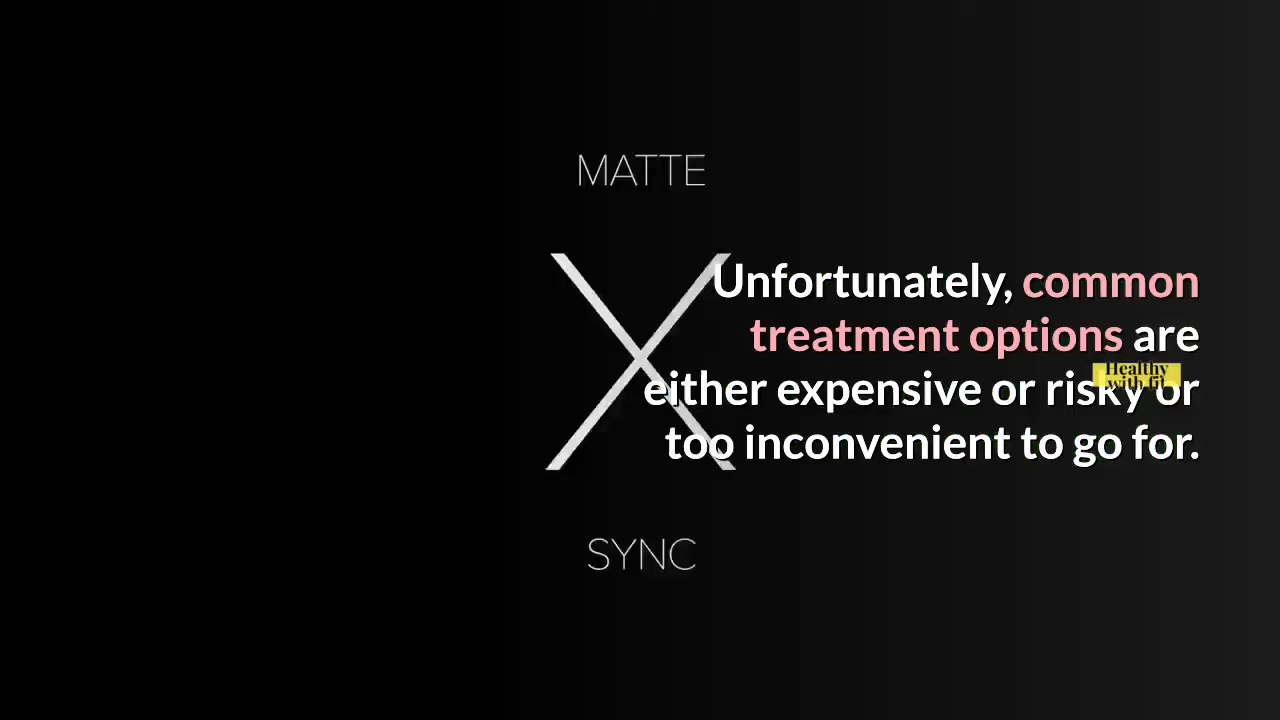 MATTE
X
Unfortunately, common
treatment options are
either expensive or risky or
too inconvenient to go for.
Healthy
with fit
SYNC